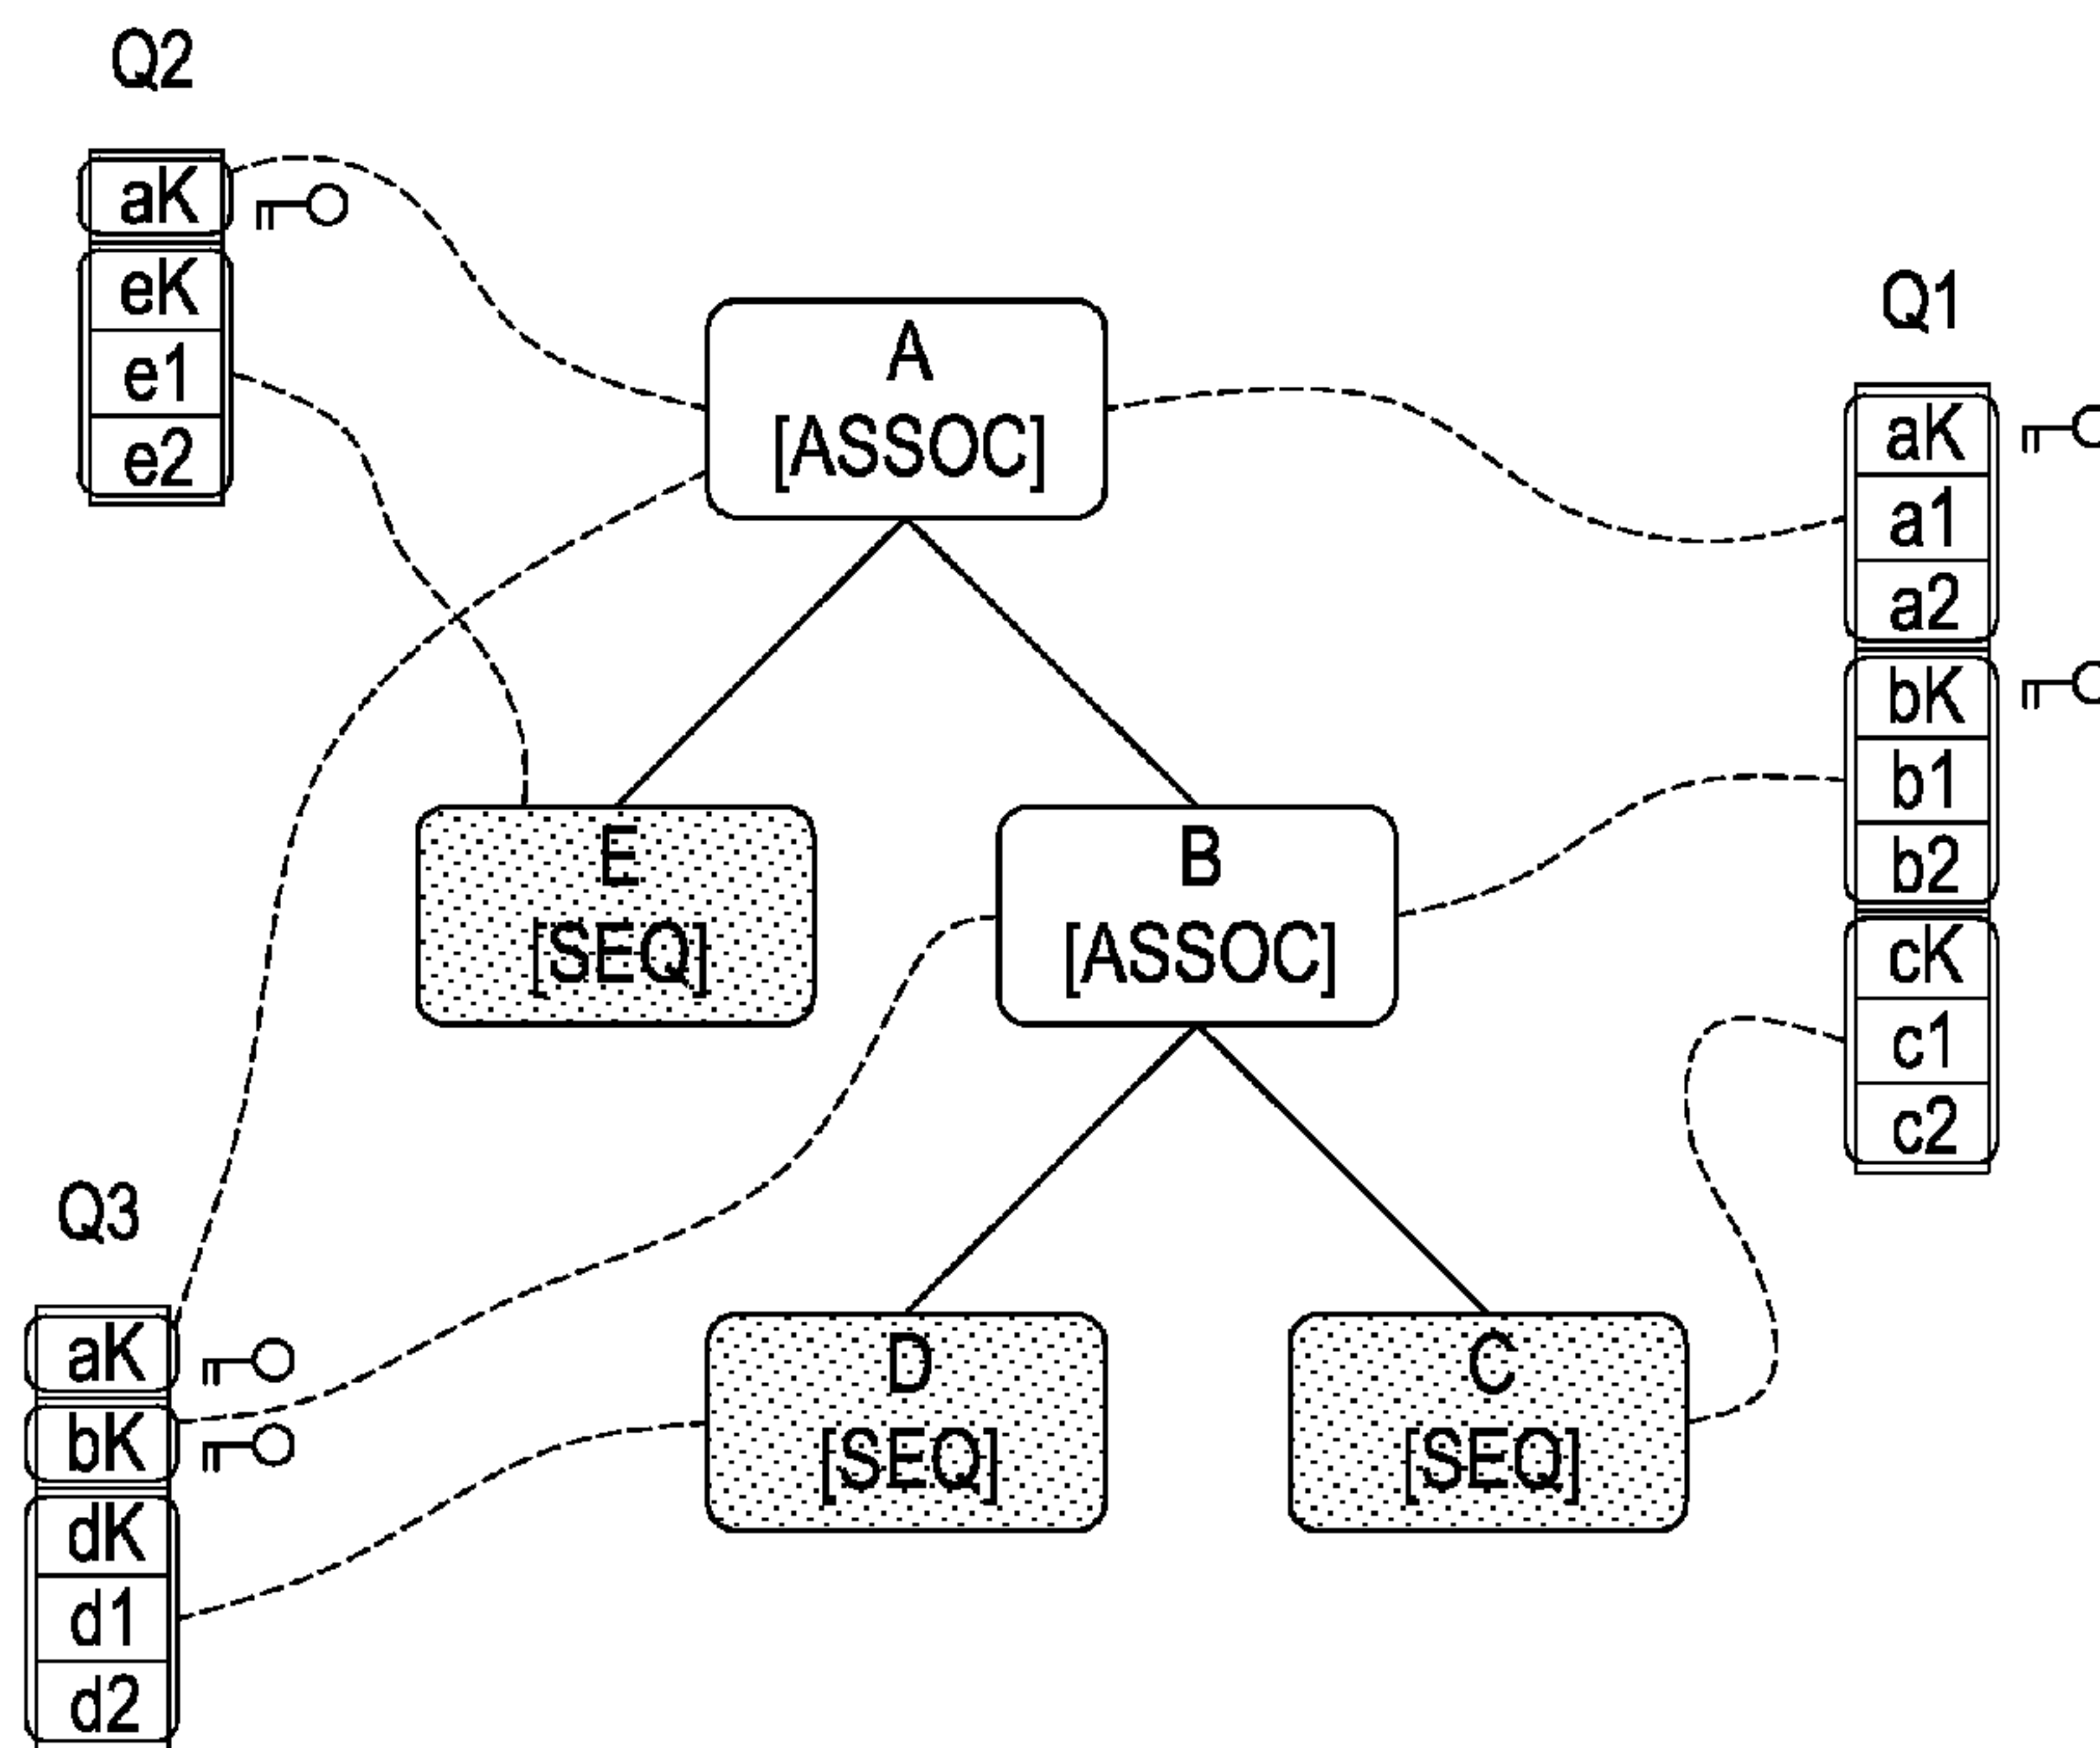 Q2
aK
eK
e1
e2
A
[ASSOC]
Q1
aK
a1
a2
bK
b1
b2
cK
c1
c2
E
[SEQ]
B
[ASSOC]
Q3
aK
bK
dK
d1
d2
D
[SEQ]
C
[SEQ]